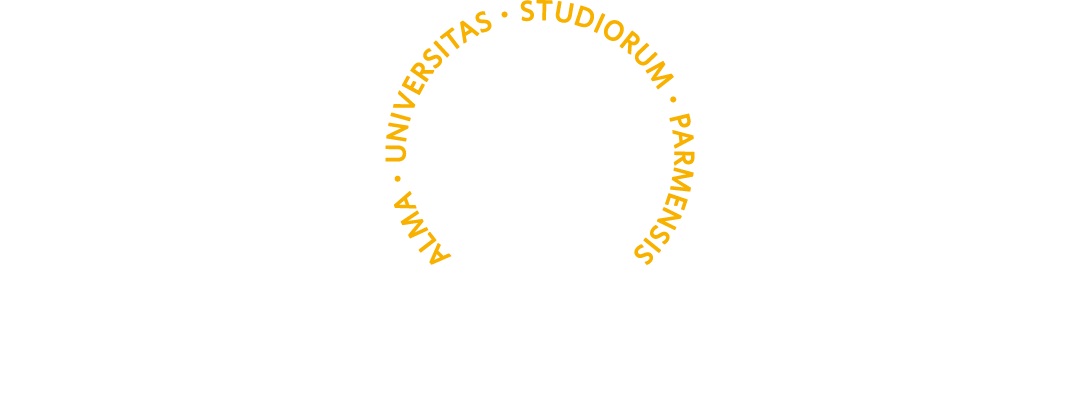 ALMA · UNIVERSITAS · STUDIORUM · PARMENSIS